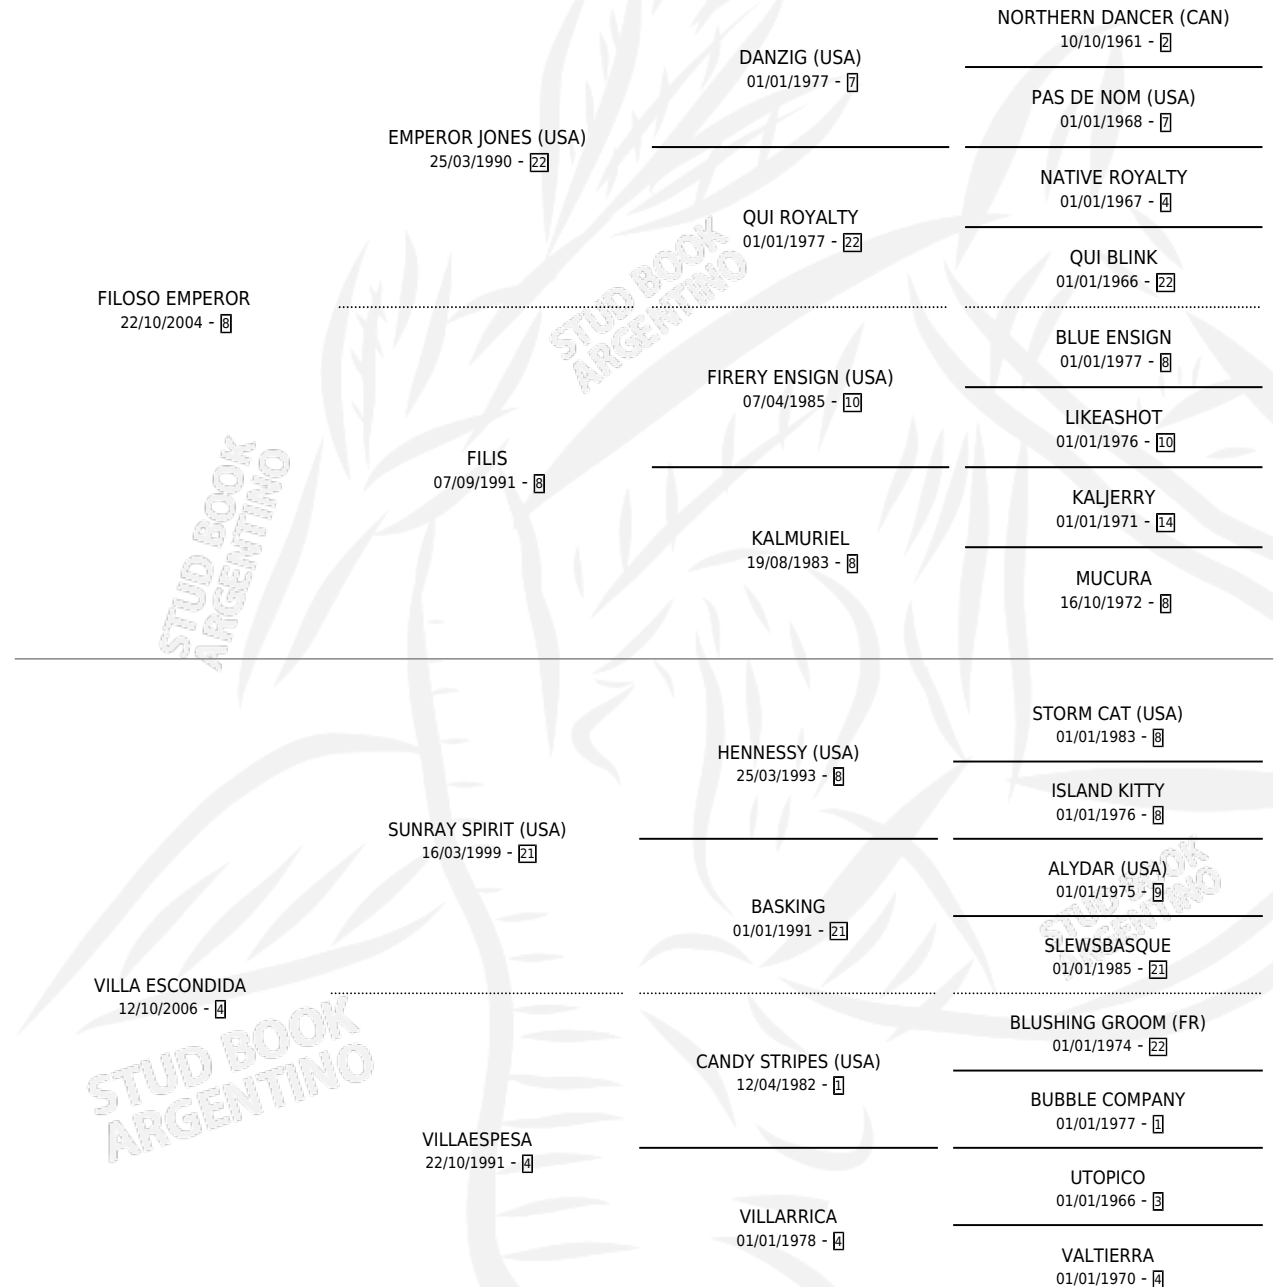 NORTHERN DANCER (CAN)
10/10/1961 - 2
DANZIG (USA)
01/01/1977 - 7
PAS DE NOM (USA)
01/01/1968 - 7
EMPEROR JONES (USA)
25/03/1990 - 22
NATIVE ROYALTY
01/01/1967 - 4
QUI ROYALTY
01/01/1977 - 22
QUI BLINK
01/01/1966 - 22
FILOSO EMPEROR
22/10/2004 - 8
BLUE ENSIGN
01/01/1977 - 8
FIRERY ENSIGN (USA)
07/04/1985 - 10
LIKEASHOT
01/01/1976 - 10
FILIS
07/09/1991 - 8
KALJERRY
01/01/1971 - 14
KALMURIEL
19/08/1983 - 8
MUCURA
16/10/1972 - 8
STORM CAT (USA)
01/01/1983 - 8
HENNESSY (USA)
25/03/1993 - 8
ISLAND KITTY
01/01/1976 - 8
SUNRAY SPIRIT (USA)
16/03/1999 - 21
ALYDAR (USA)
01/01/1975 - 9
BASKING
01/01/1991 - 21
SLEWSBASQUE
01/01/1985 - 21
VILLA ESCONDIDA
12/10/2006 - 4
BLUSHING GROOM (FR)
01/01/1974 - 22
CANDY STRIPES (USA)
12/04/1982 - 1
BUBBLE COMPANY
01/01/1977 - 1
VILLAESPESA
22/10/1991 - 4
UTOPICO
01/01/1966 - 3
VILLARRICA
01/01/1978 - 4
VALTIERRA
01/01/1970 - 4
STUD BOOK
ARGENTINO
STUD BOOK
ARGENTINO
STUD BOOK
ARGENTINO
STUD BOOK
ARGENTINO